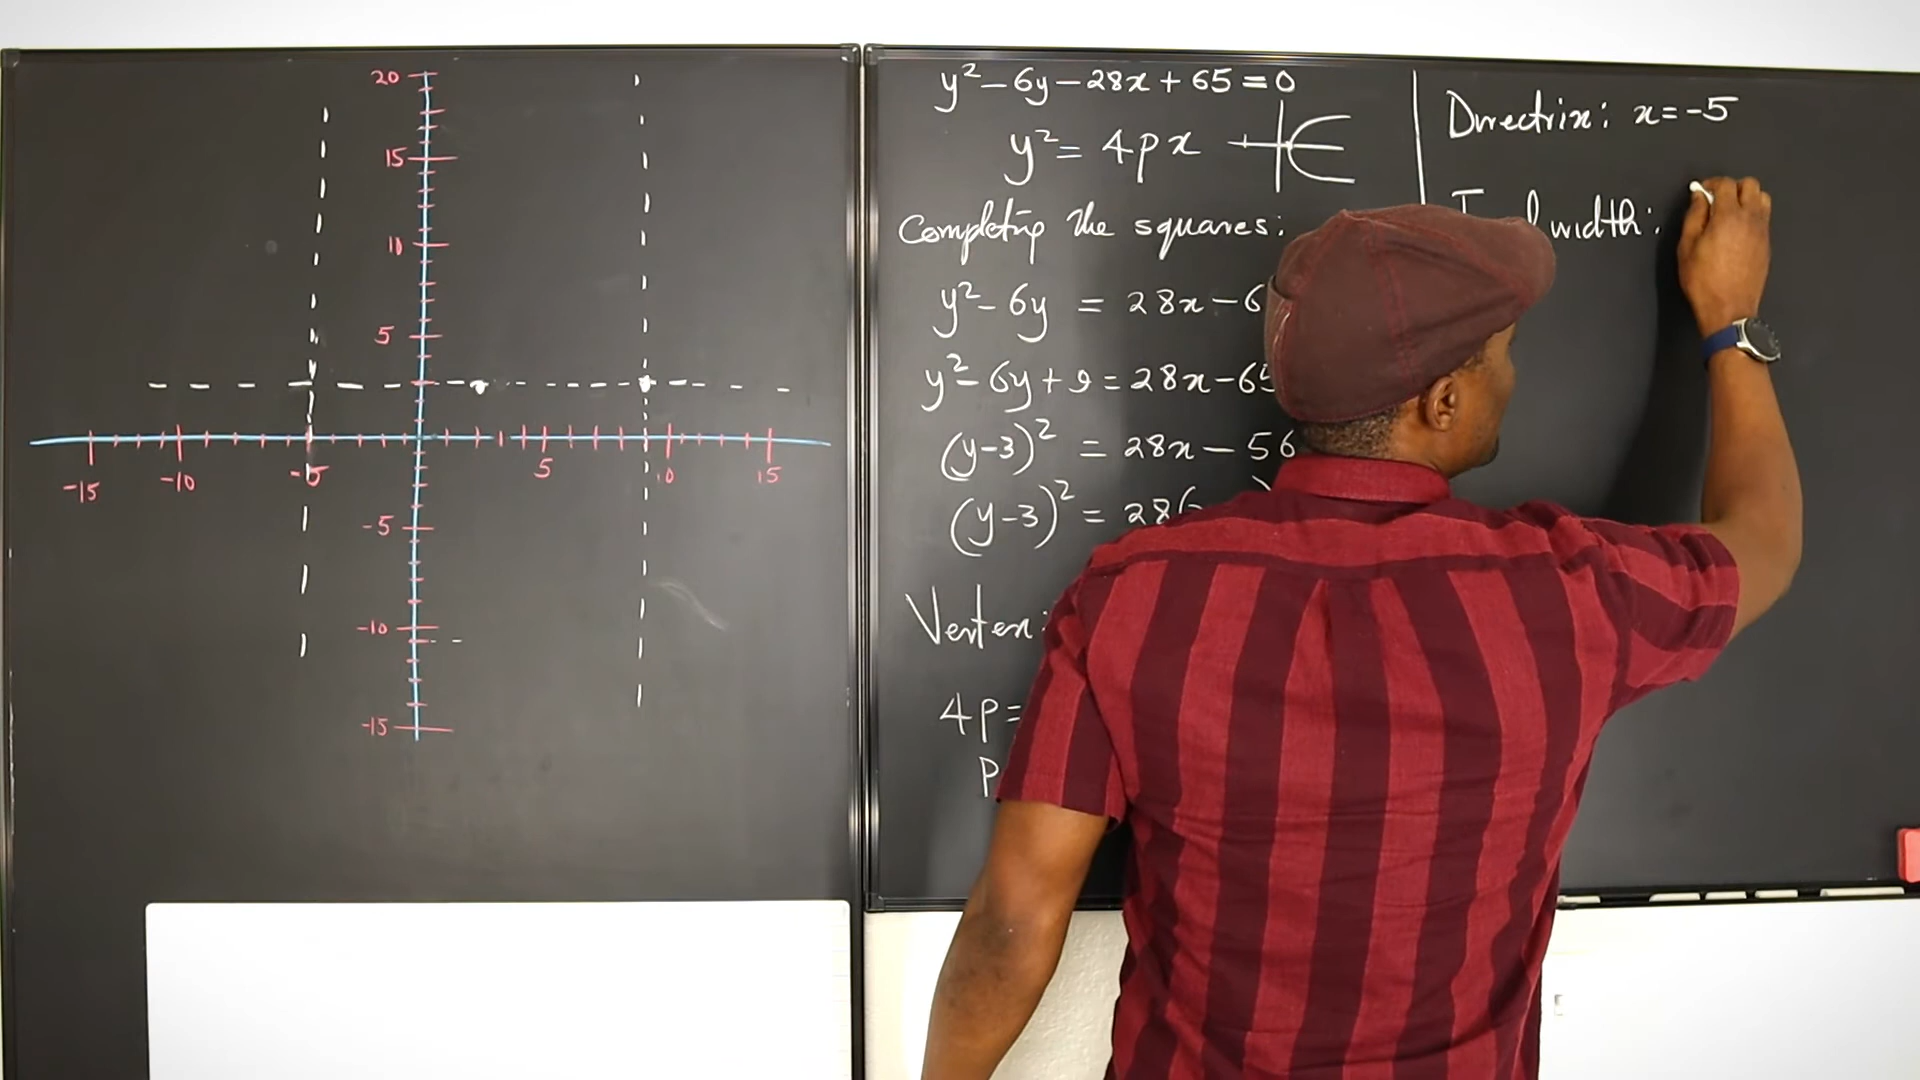 20
15
10
5
-5
-10
-15
-15 -10 -5 5 10 15
y² - 6y - 28x + 65 = 0
y² = 4px
Completing the squares:
y² - 6y = 28x - 6
y² - 6y + 9 = 28x - 65
(y-3)² = 28x - 56
(y-3)² = 28(
Vertex:
4p =
p
Directrix: x = -5
width: